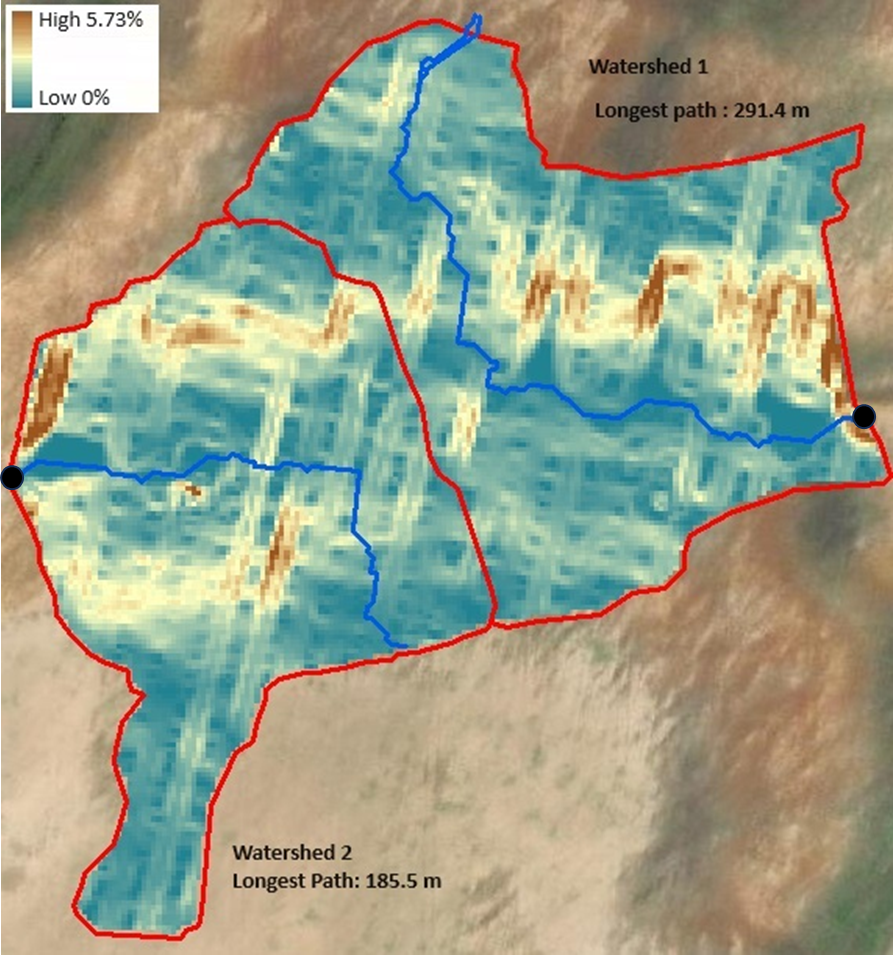 High 5.73%
Low 0%
Watershed 1
Longest path : 291.4 m
Watershed 2
Longest Path: 185.5 m